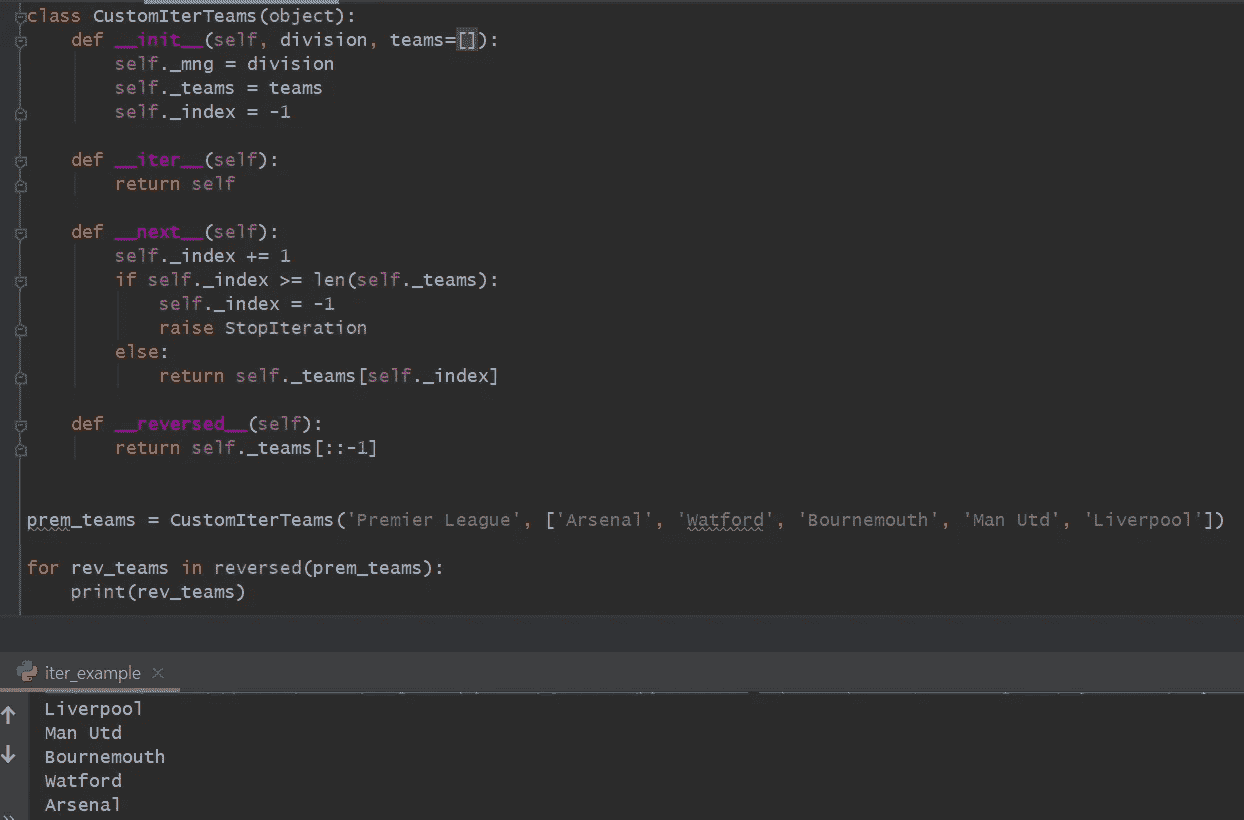 class CustomIterTeams(object):
    def __init__(self, division, teams=[]):
        self._mng = division
        self._teams = teams
        self._index = -1
    def __iter__(self):
        return self
    def __next__(self):
        self._index += 1
        if self._index >= len(self._teams):
            self._index = -1
            raise StopIteration
        else:
            return self._teams[self._index]
    def __reversed__(self):
        return self._teams[::-1]
prem_teams = CustomIterTeams('Premier League', ['Arsenal', 'Watford', 'Bournemouth', 'Man Utd', 'Liverpool'])
for rev_teams in reversed(prem_teams):
    print(rev_teams)
iter_example
Liverpool
Man Utd
Bournemouth
Watford
Arsenal